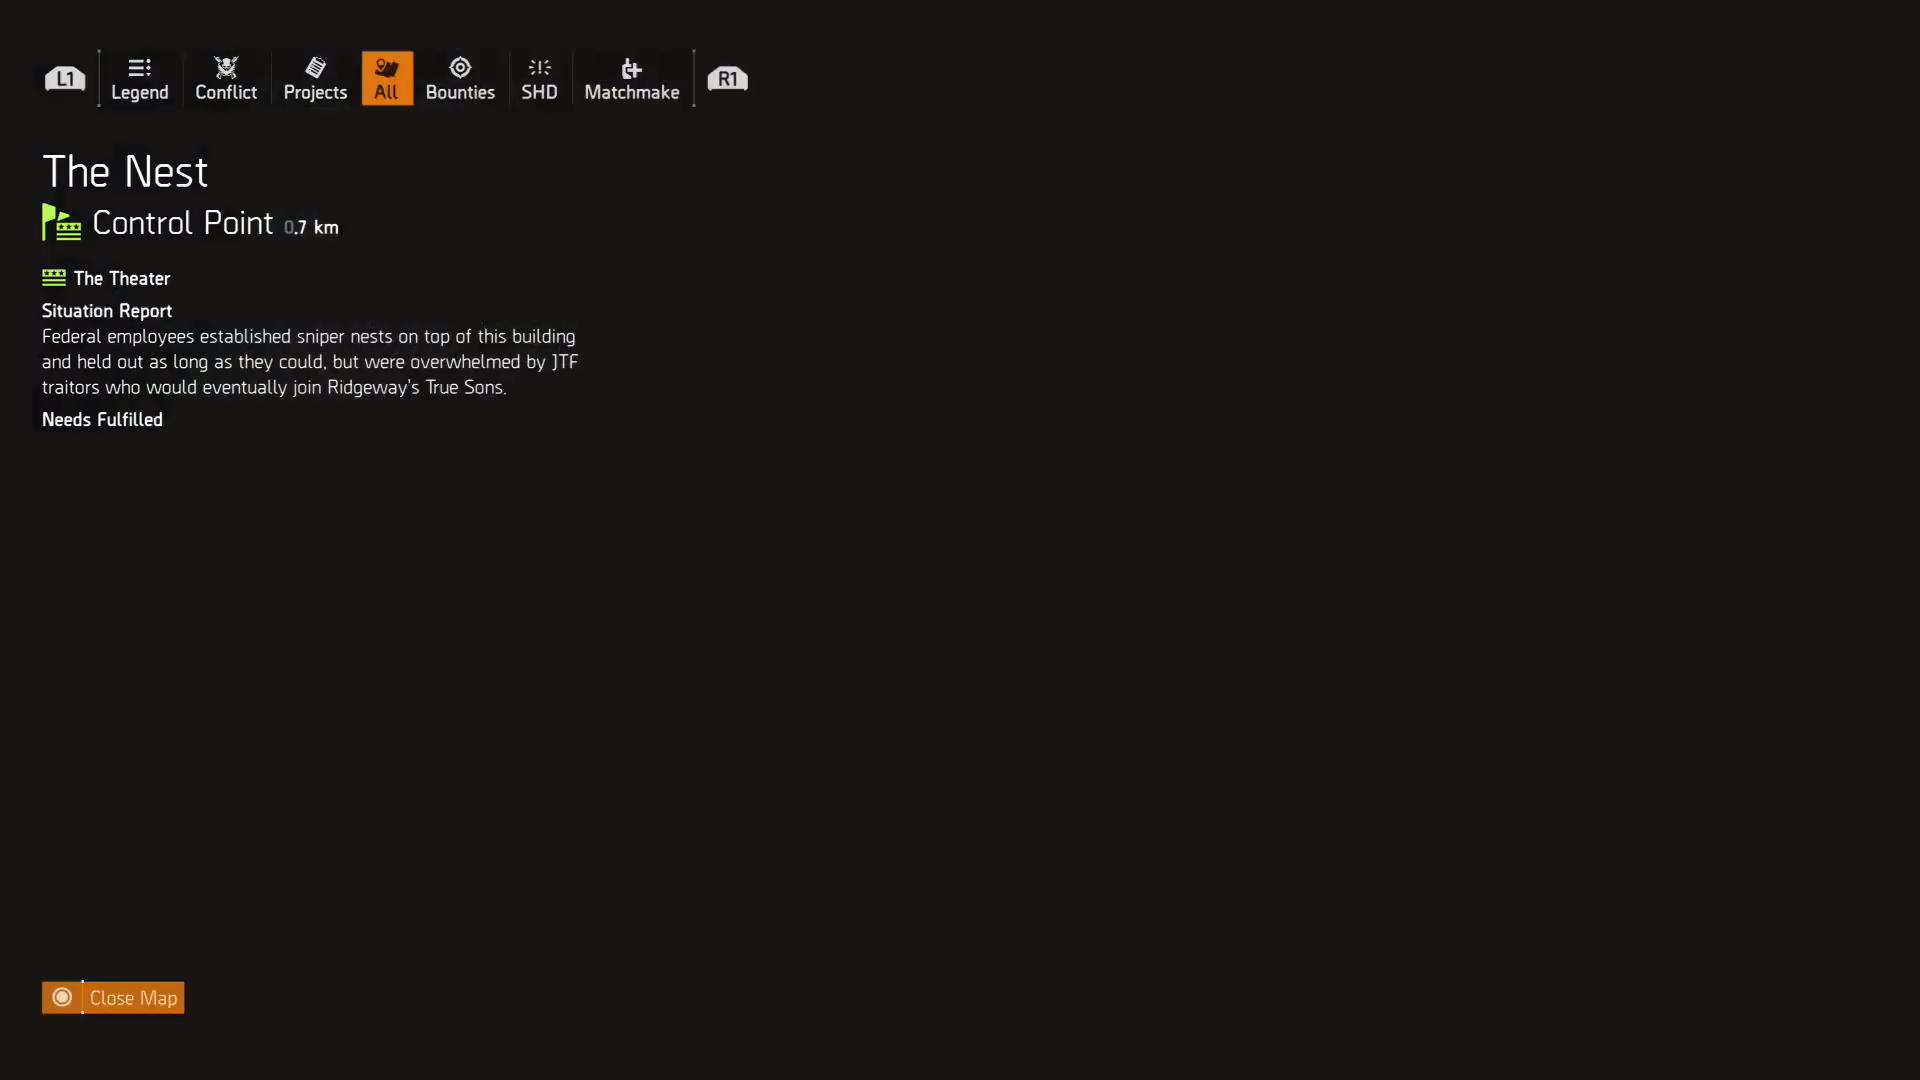 L1 Legend Conflict Projects All Bounties SHD Matchmake R1
The Nest
Control Point 0.7 km
The Theater
Situation Report
Federal employees established sniper nests on top of this building
and held out as long as they could, but were overwhelmed by JTF
traitors who would eventually join Ridgeway's True Sons.
Needs Fulfilled
Close Map